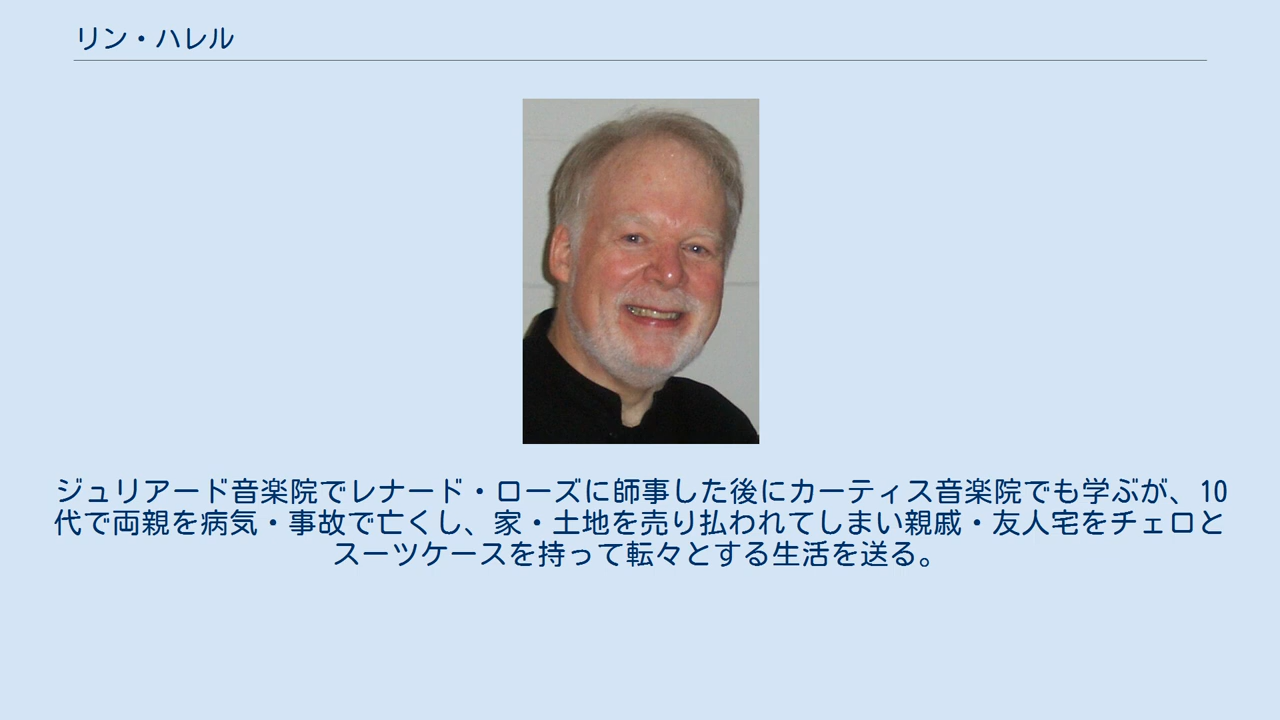 リン・ハレル
ジュリアード音楽院でレナード・ローズに師事した後にカーティス音楽院でも学ぶが、10
代で両親を病気・事故で亡くし、家・土地を売り払われてしまい親戚・友人宅をチェロと
スーツケースを持って転々とする生活を送る。